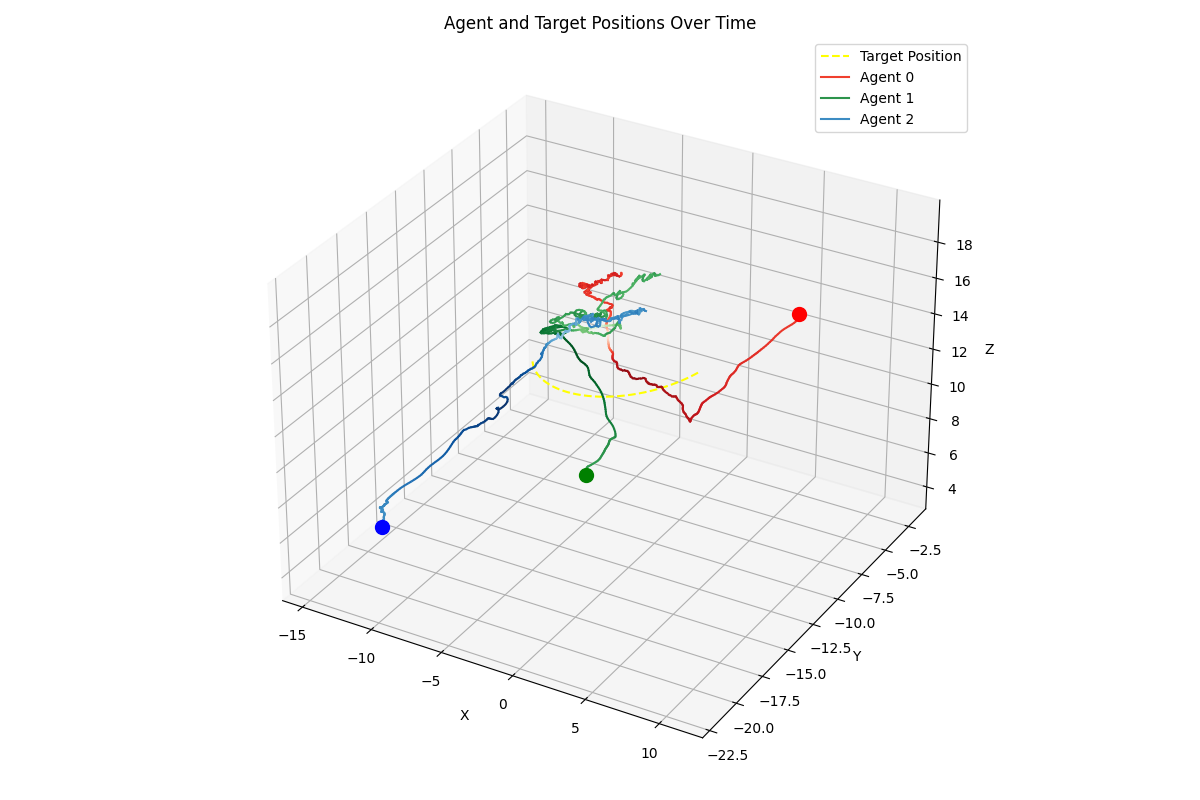 Agent and Target Positions Over Time
Target Position
Agent 0
Agent 1
Agent 2
18
16
14
12
10
8
6
4
Z
−2.5
−5.0
−7.5
−10.0
−12.5
−15.0
−17.5
−20.0
−22.5
Y
−15
−10
−5
0
5
10
X